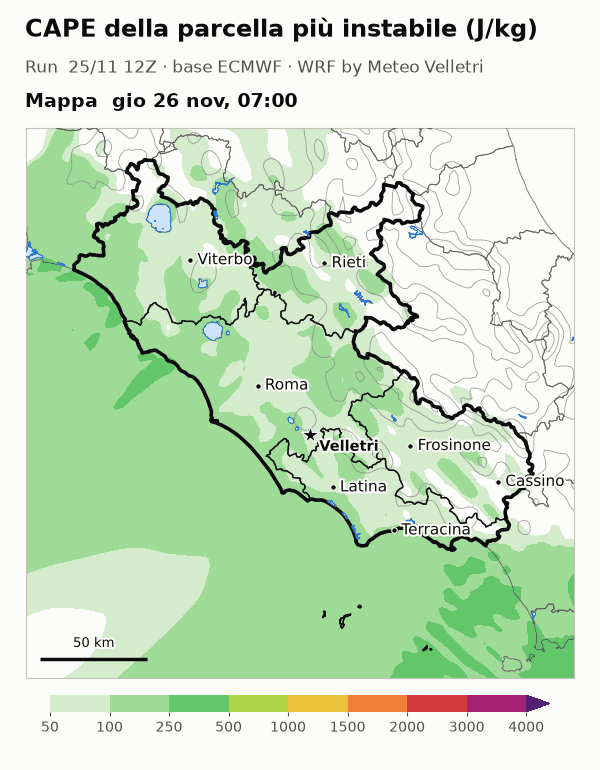 CAPE della parcella più instabile (J/kg)
Run  25/11 12Z · base ECMWF · WRF by Meteo Velletri
Mappa  gio 26 nov, 07:00
Viterbo
Rieti
Roma
Velletri
Frosinone
Latina
Cassino
Terracina
50 km
50 100 250 500 1000 1500 2000 3000 4000